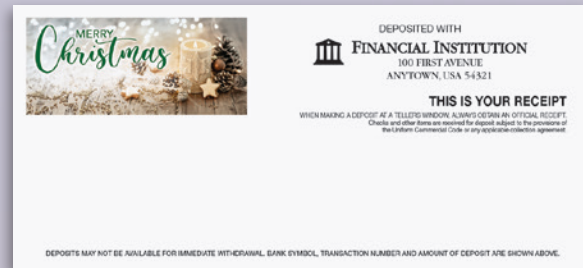 MERRY
Christmas
DEPOSITED WITH
FINANCIAL INSTITUTION
100 FIRST AVENUE
ANYTOWN, USA 54321
THIS IS YOUR RECEIPT
WHEN MAKING A DEPOSIT AT A TELLERS WINDOW, ALWAYS OBTAIN AN OFFICIAL RECEIPT.
Checks and other items are received for deposit subject to the provisions of
the Uniform Commercial Code or any applicable collection agreement.
DEPOSITS MAY NOT BE AVAILABLE FOR IMMEDIATE WITHDRAWAL. BANK SYMBOL, TRANSACTION NUMBER AND AMOUNT OF DEPOSIT ARE SHOWN ABOVE.